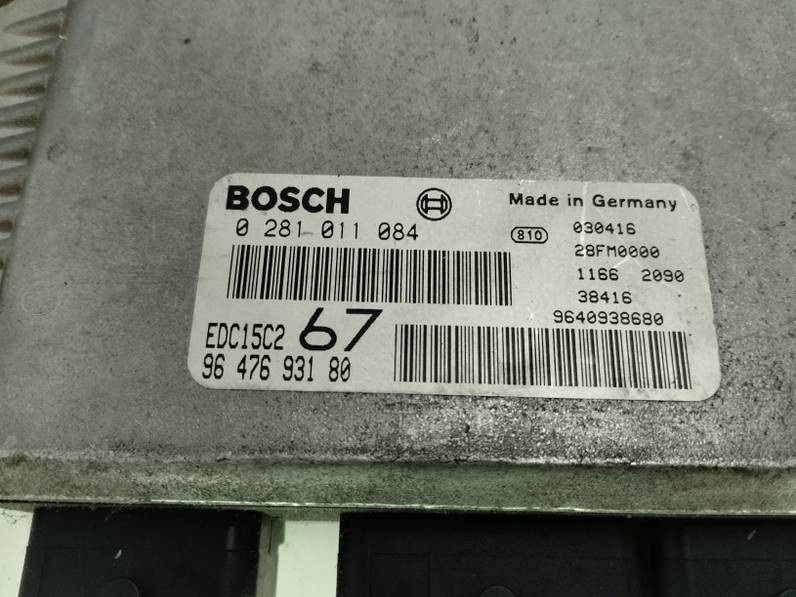 BOSCH
Made in Germany
0 281 011 084
810
030416
28FM0000
1166 2090
38416
9640938680
EDC15C2 67
96 476 931 80